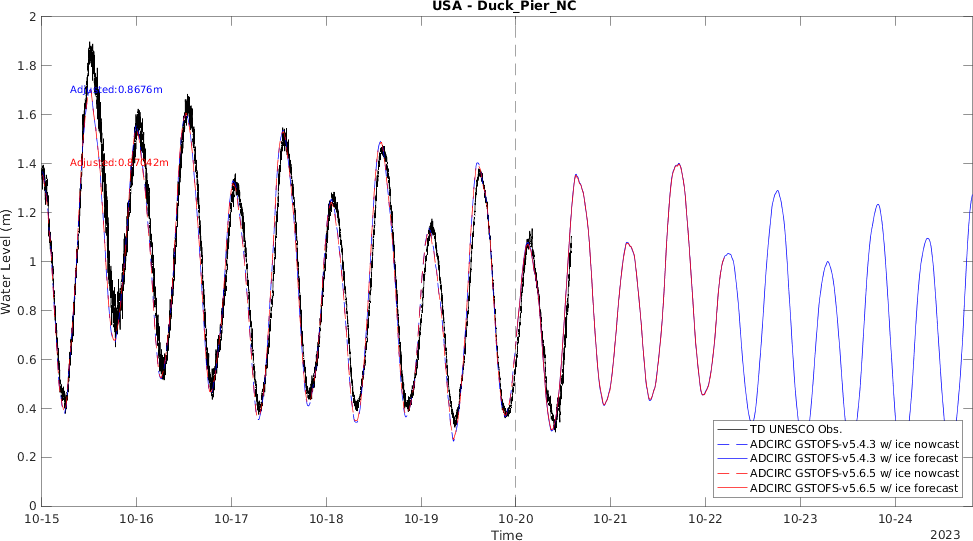 USA - Duck_Pier_NC
2
1.8
1.6
1.4
1.2
1
0.8
0.6
0.4
0.2
0
Water Level (m)
Adjusted:0.8676m
Adjusted:0.87042m
TD UNESCO Obs.
ADCIRC GSTOFS-v5.4.3 w/ ice nowcast
ADCIRC GSTOFS-v5.4.3 w/ ice forecast
ADCIRC GSTOFS-v5.6.5 w/ ice nowcast
ADCIRC GSTOFS-v5.6.5 w/ ice forecast
10-15 10-16 10-17 10-18 10-19 10-20 10-21 10-22 10-23 10-24
Time
2023